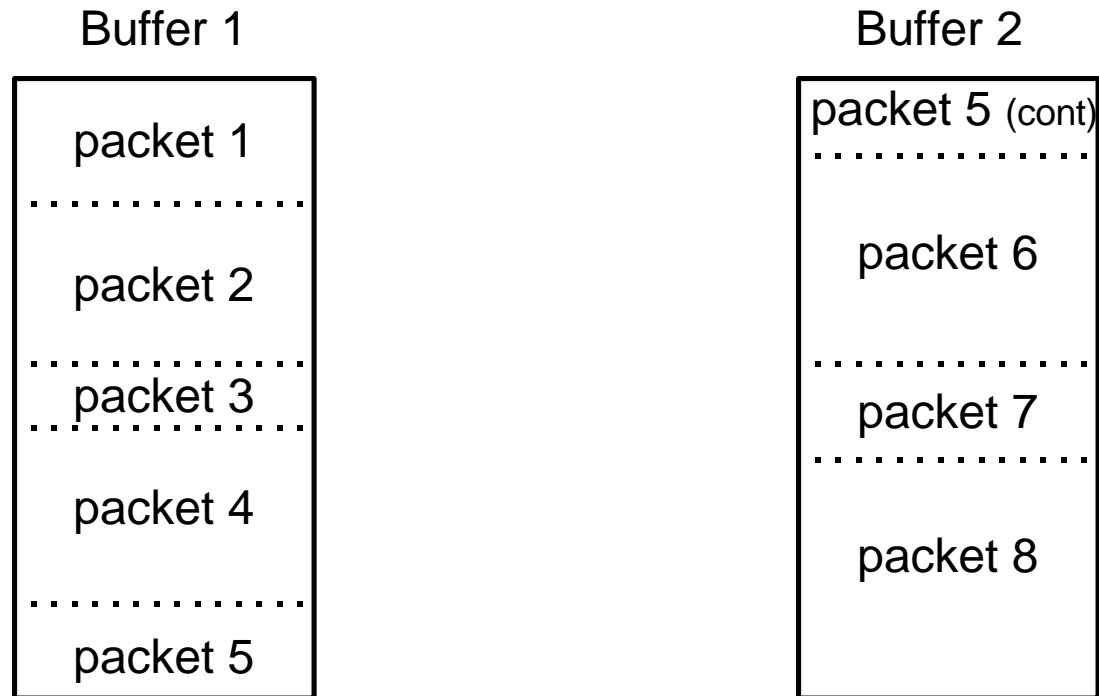 Buffer 1
packet 1
packet 2
packet 3
packet 4
packet 5
Buffer 2
packet 5 (cont)
packet 6
packet 7
packet 8